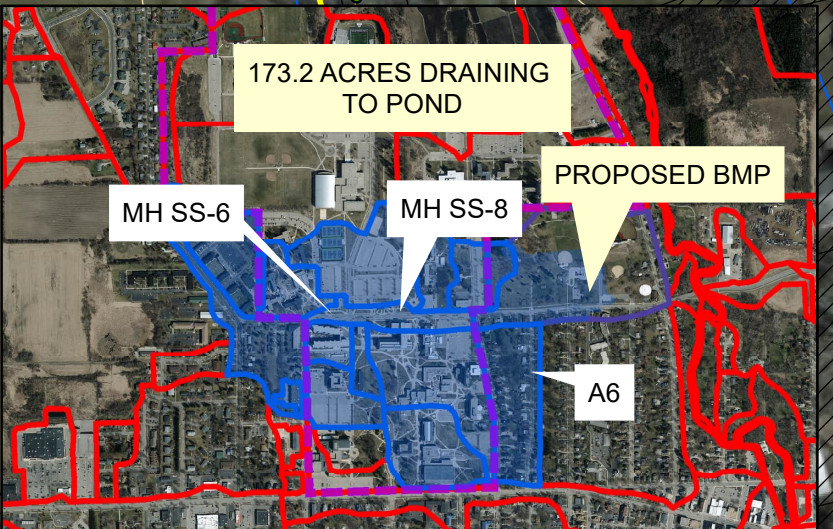 173.2 ACRES DRAINING
TO POND
PROPOSED BMP
MH SS-6
MH SS-8
A6